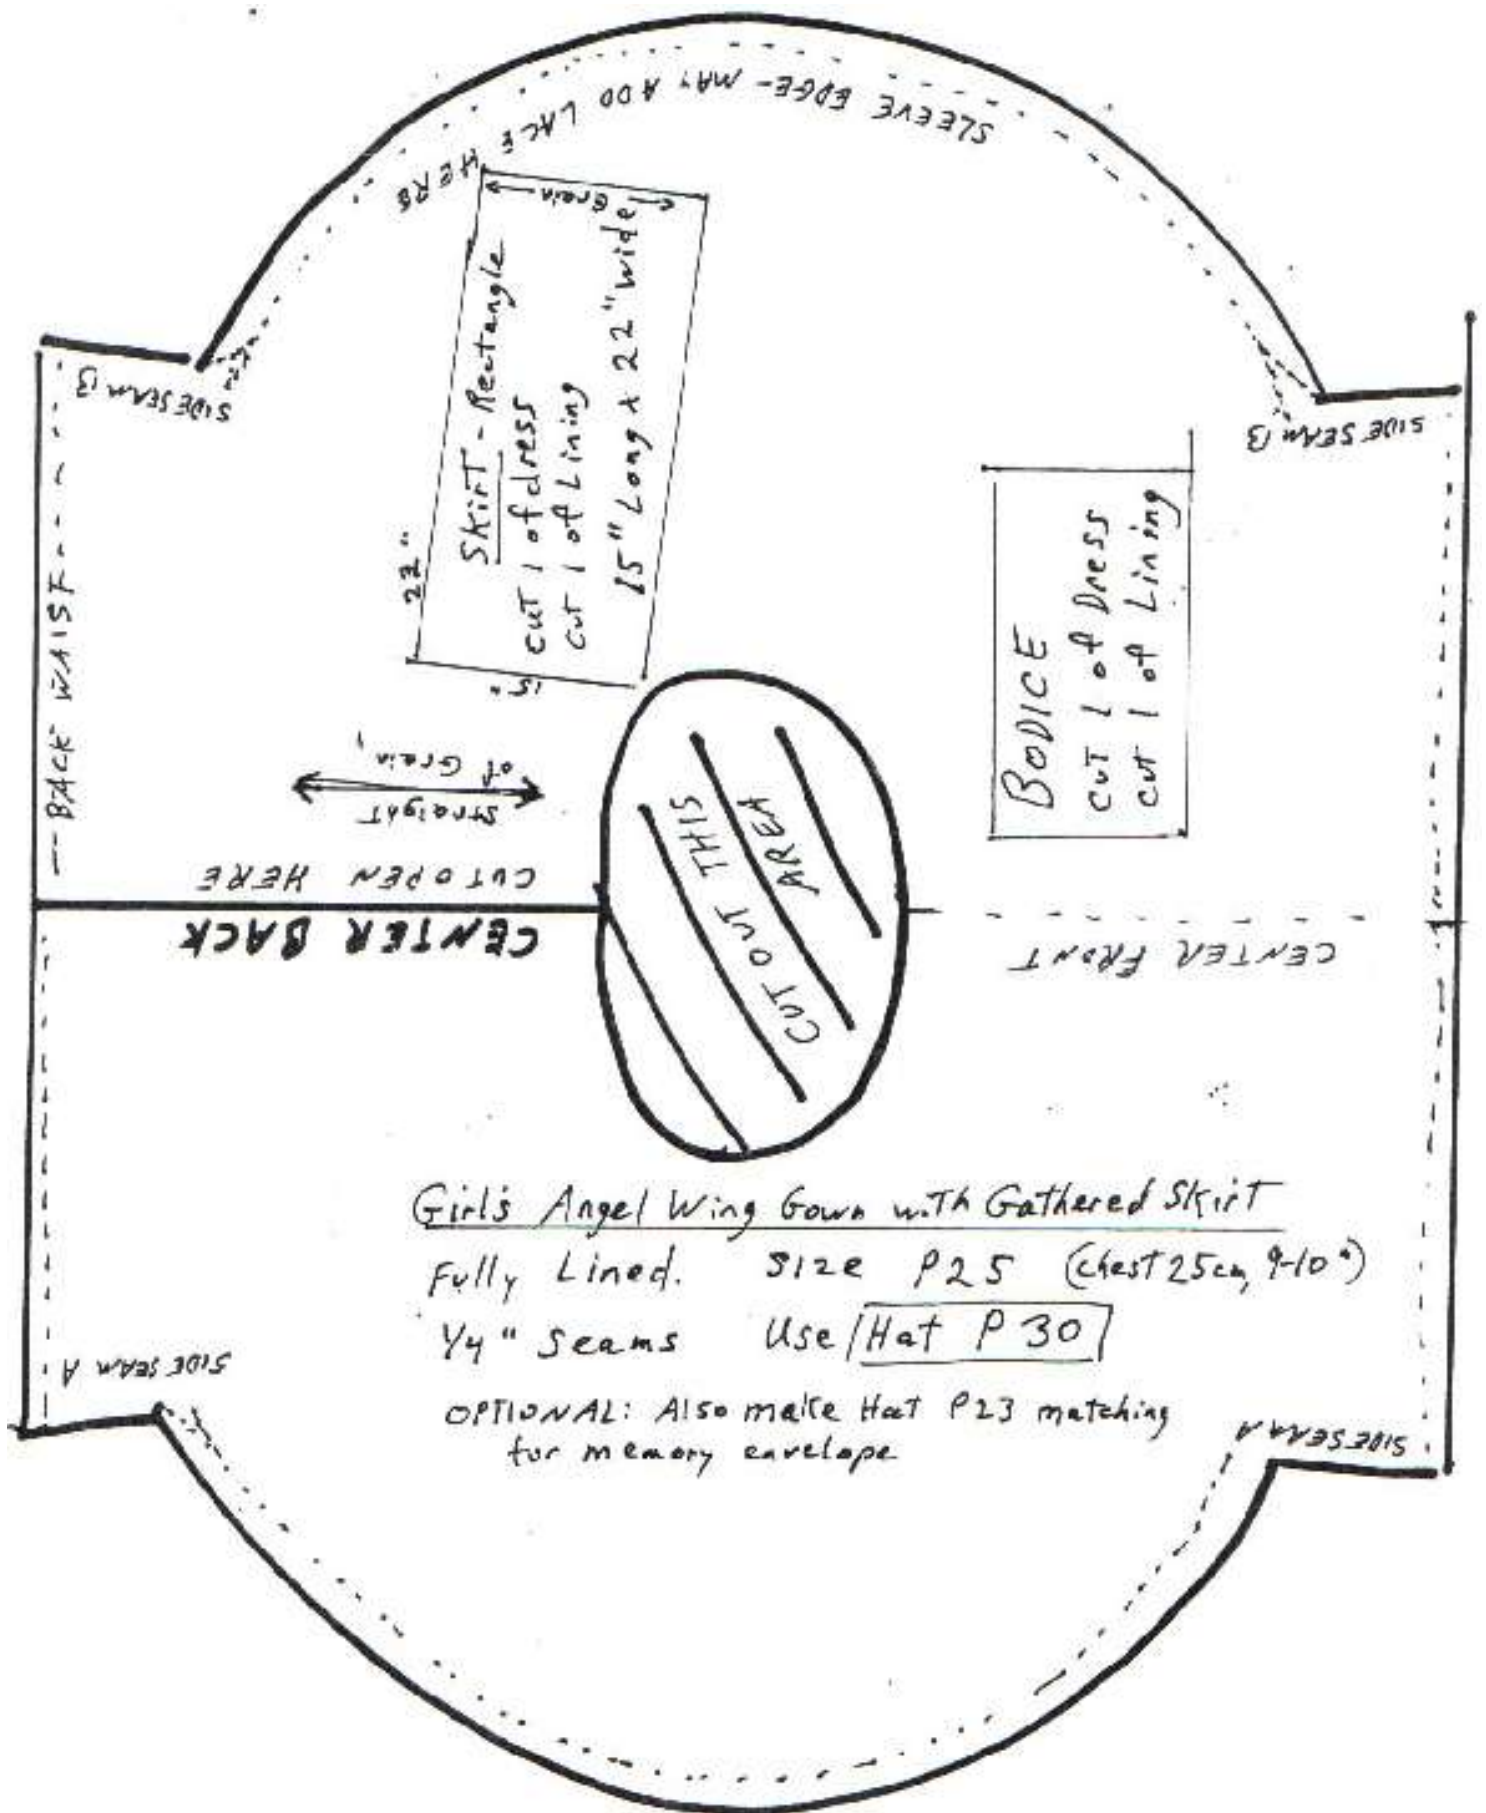 SLEEVE EDGE - MAY ADD LACE HERE
SIDE SEAM B
SIDE SEAM B
Grain
SKirT - Rectangle
CUT 1 of dress
CUT 1 of Lining
15" Long x 22" wide
22"
15"
BACK WAIST
Straight
of Grain
CUT OPEN HERE
CENTER BACK
CUT OUT THIS
AREA
BODICE
CUT 1 of Dress
CUT 1 of Lining
CENTER FRONT
Girl's Angel Wing Gown with Gathered Skirt
Fully Lined. Size P25 (chest 25cm, 9-10")
1/4" Seams Use Hat P30
OPTIONAL: Also make Hat P23 matching
for memory envelope
SIDE SEAM A
SIDE SEAM A